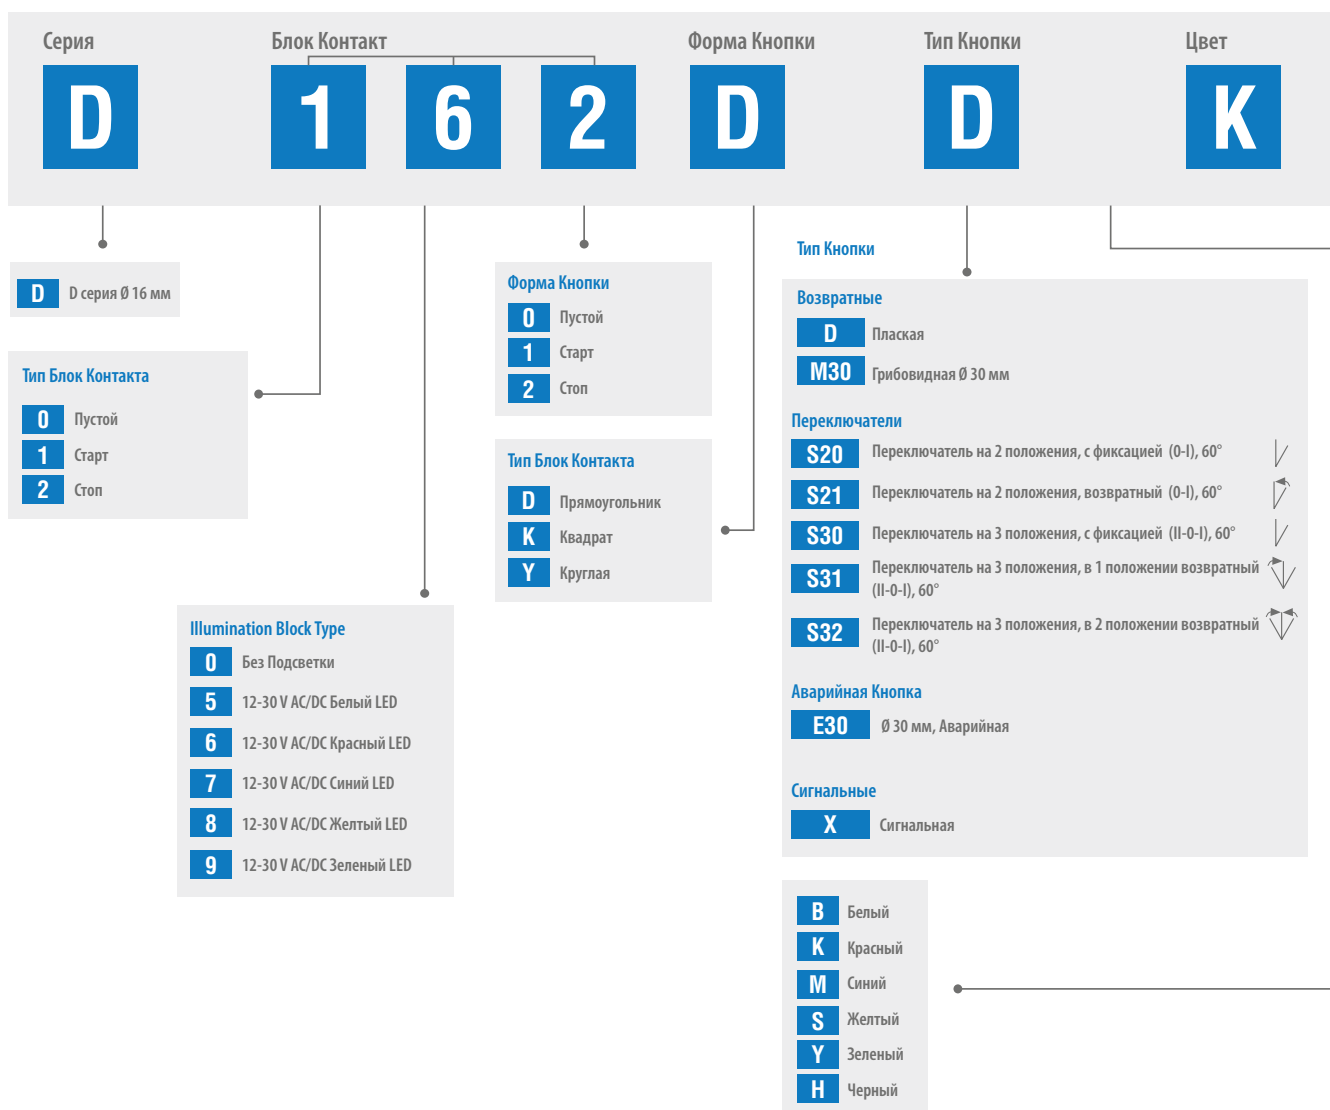 Серия
Блок Контакт
Форма Кнопки
Тип Кнопки
Цвет
D
1
6
2
D
D
K
D
D серия Ø 16 мм
Тип Блок Контакта
0
Пустой
1
Старт
2
Стоп
Illumination Block Type
0
Без Подсветки
5
12-30 V AC/DC Белый LED
6
12-30 V AC/DC Красный LED
7
12-30 V AC/DC Синий LED
8
12-30 V AC/DC Желтый LED
9
12-30 V AC/DC Зеленый LED
Форма Кнопки
0
Пустой
1
Старт
2
Стоп
Тип Блок Контакта
D
Прямоугольник
K
Квадрат
Y
Круглая
Тип Кнопки
Возвратные
D
Плаская
M30
Грибовидная Ø 30 мм
Переключатели
S20
Переключатель на 2 положения, с фиксацией (0-I), 60°
S21
Переключатель на 2 положения, возвратный (0-I), 60°
S30
Переключатель на 3 положения, с фиксацией (II-0-I), 60°
S31
Переключатель на 3 положения, в 1 положении возвратный
(II-0-I), 60°
S32
Переключатель на 3 положения, в 2 положении возвратный
(II-0-I), 60°
Аварийная Кнопка
E30
Ø 30 мм, Аварийная
Сигнальные
X
Сигнальная
B
Белый
K
Красный
M
Синий
S
Желтый
Y
Зеленый
H
Черный